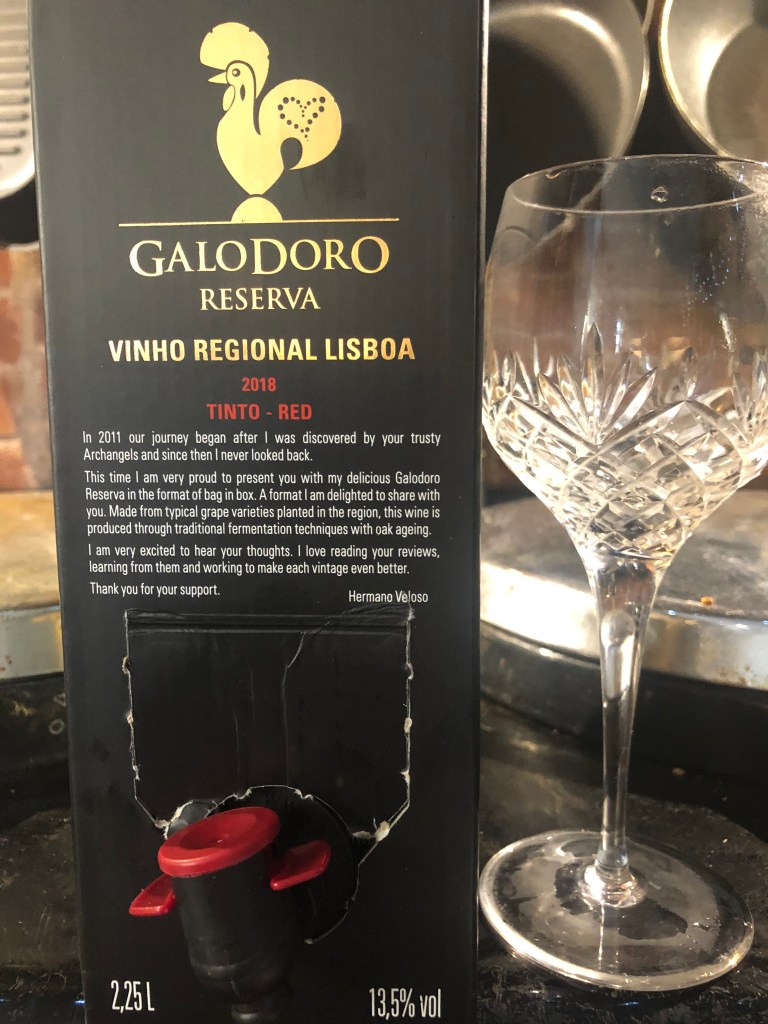 GALODORO
RESERVA
VINHO REGIONAL LISBOA
2018
TINTO - RED
In 2011 our journey began after I was discovered by your trusty
Archangels and since then I never looked back.
This time I am very proud to present you with my delicious Galodoro
Reserva in the format of bag in box. A format I am delighted to share with
you. Made from typical grape varieties planted in the region, this wine is
produced through traditional fermentation techniques with oak ageing.
I am very excited to hear your thoughts. I love reading your reviews,
learning from them and working to make each vintage even better.
Thank you for your support.
Hermano Veloso
2,25 L
13,5% vol